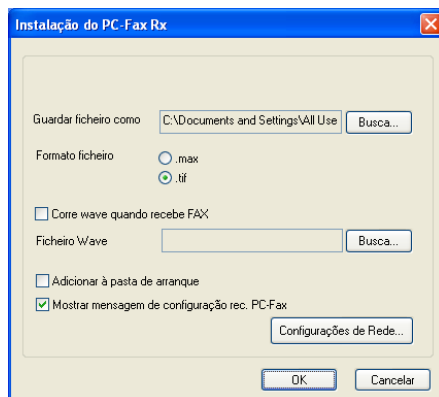 Instalação do PC-Fax Rx
Guardar ficheiro como C:\Documents and Settings\All Use Busca...
Formato ficheiro .max
.tif
Corre wave quando recebe FAX
Ficheiro Wave Busca...
Adicionar à pasta de arranque
Mostrar mensagem de configuração rec. PC-Fax
Configurações de Rede...
OK Cancelar